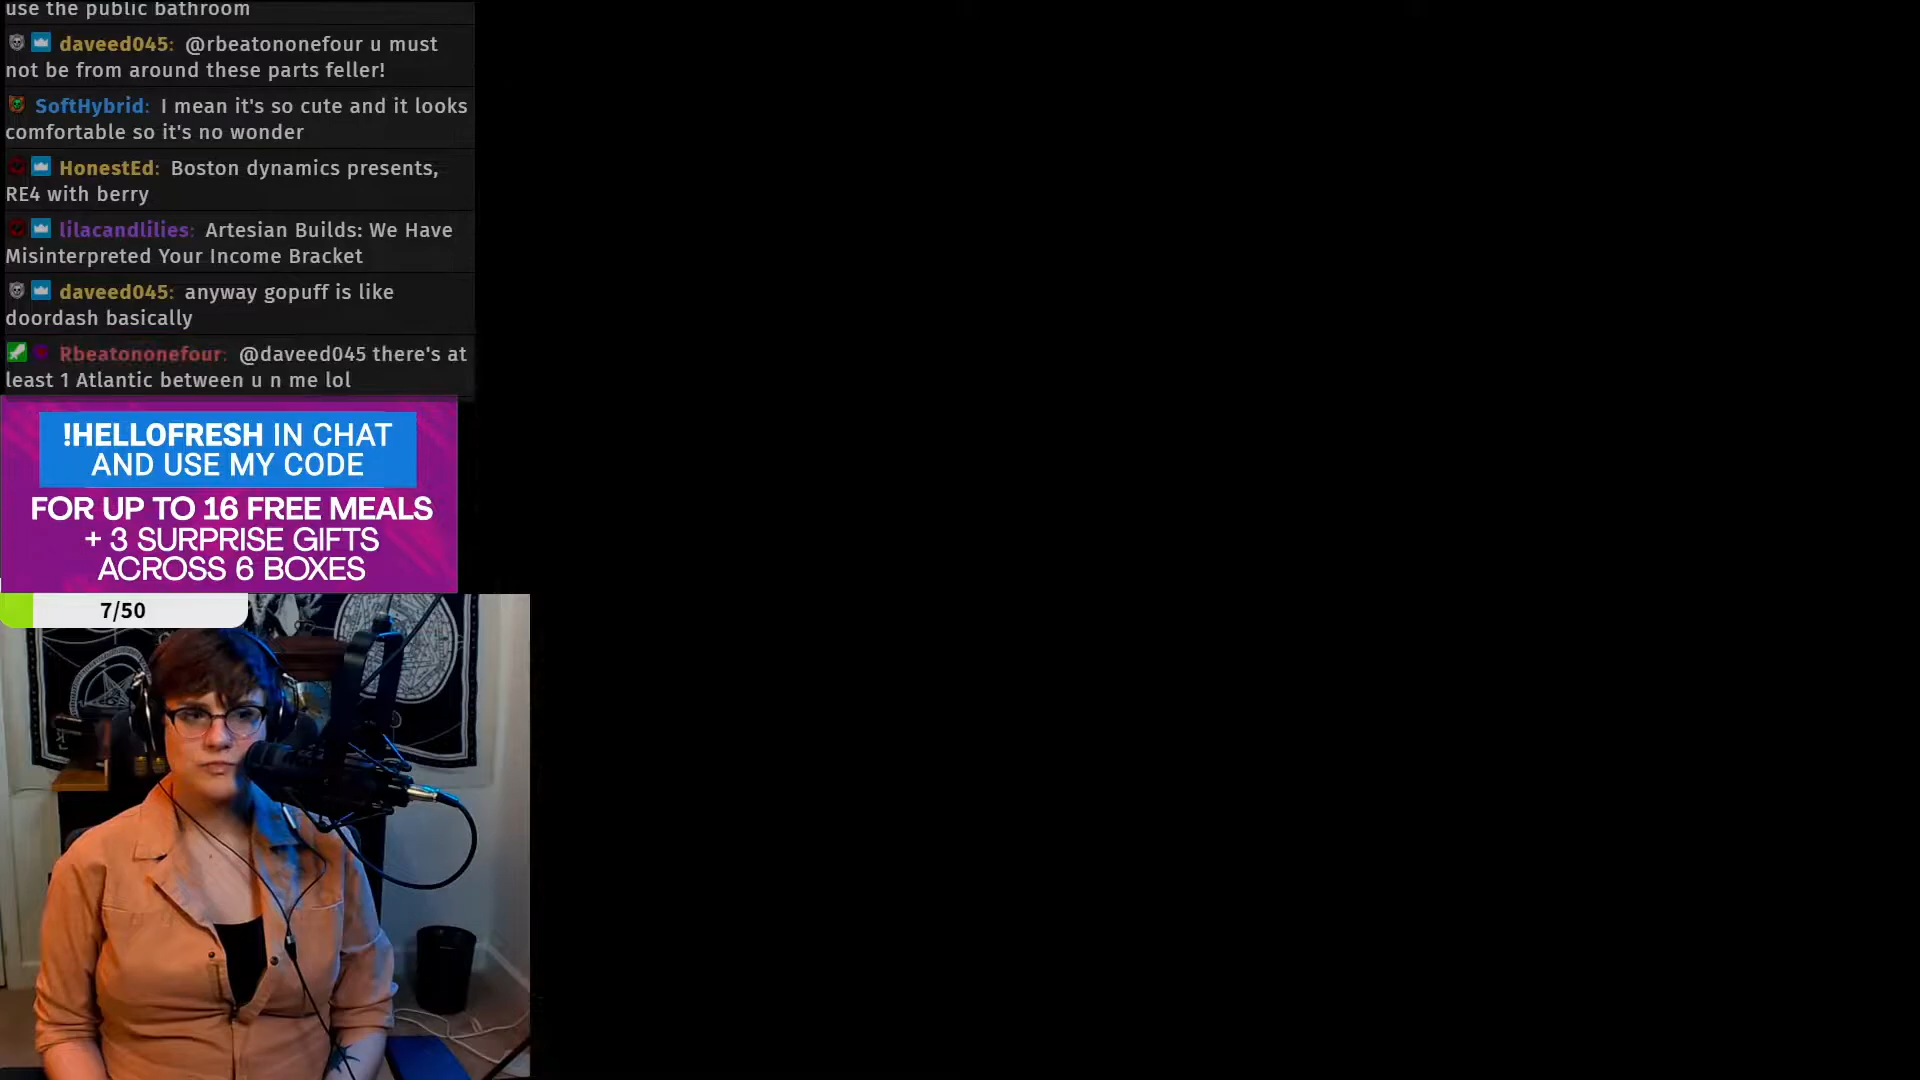 use the public bathroom
daveed045: @rbeatononefour u must
not be from around these parts feller!
SoftHybrid: I mean it's so cute and it looks
comfortable so it's no wonder
HonestEd: Boston dynamics presents,
RE4 with berry
lilacandlilies: Artesian Builds: We Have
Misinterpreted Your Income Bracket
daveed045: anyway gopuff is like
doordash basically
Rbeatononefour: @daveed045 there's at
least 1 Atlantic between u n me lol
!HELLOFRESH IN CHAT
AND USE MY CODE
FOR UP TO 16 FREE MEALS
+ 3 SURPRISE GIFTS
ACROSS 6 BOXES
7/50